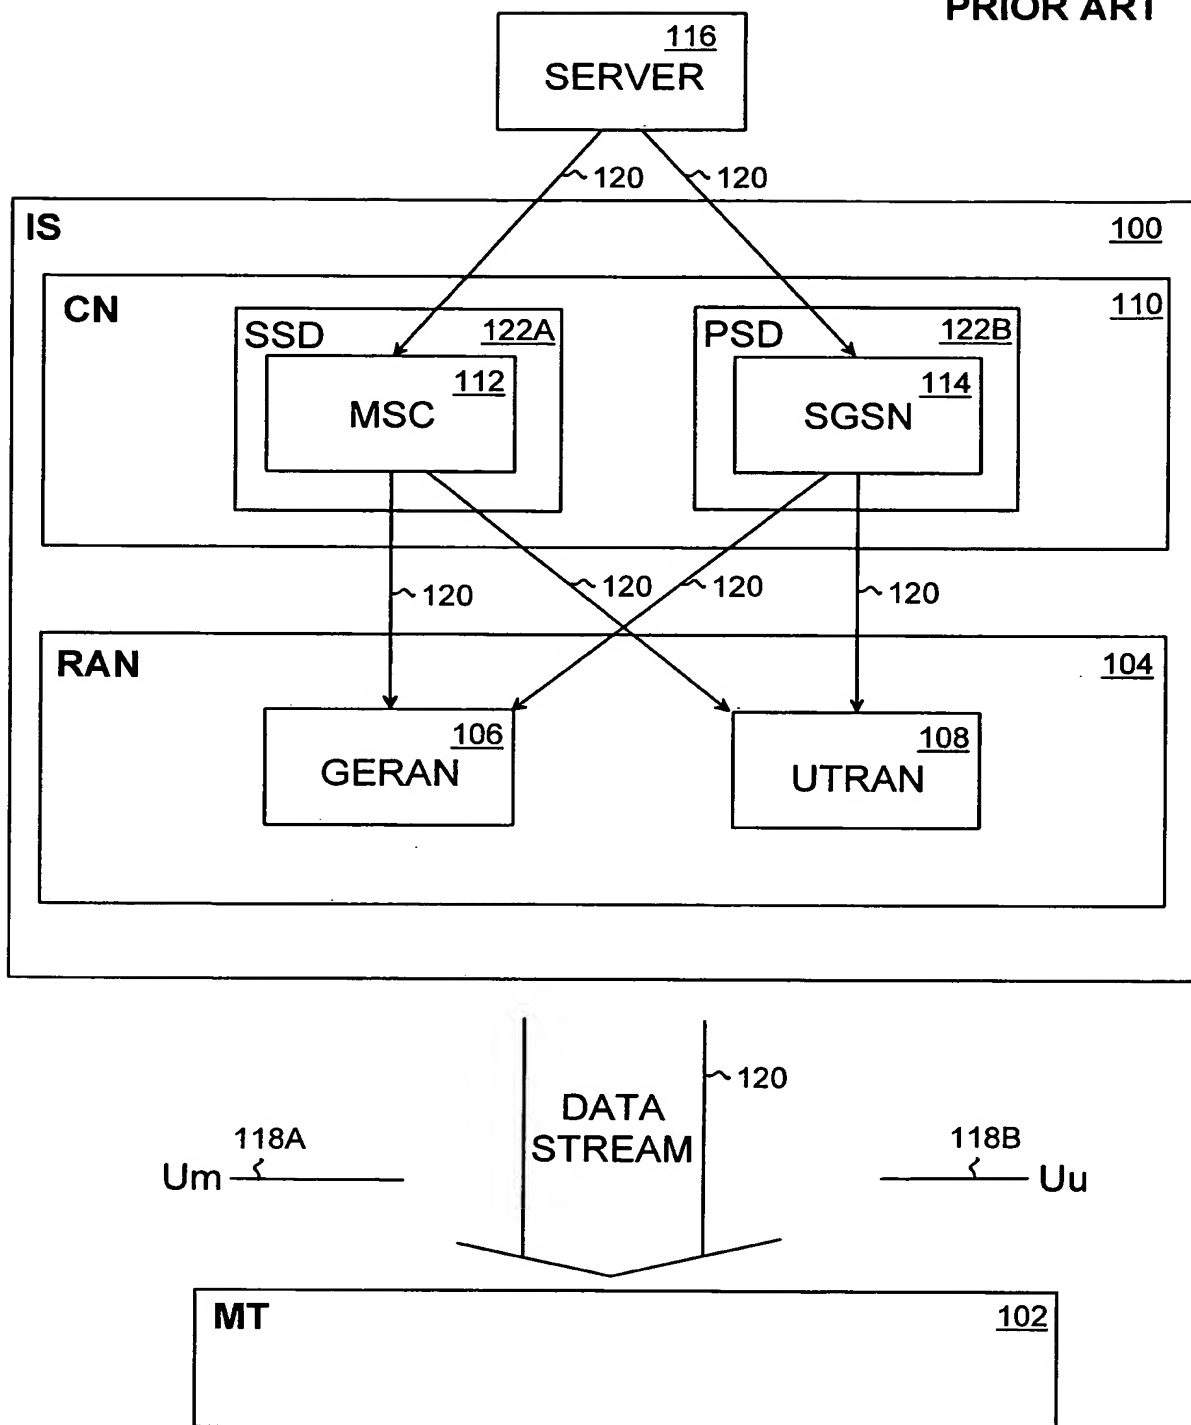 PRIOR ART
116
SERVER
120 120
IS 100
CN 110
SSD 122A PSD 122B
112 114
MSC SGSN
120 120 120 120
RAN 104
106 108
GERAN UTRAN
120
DATA
STREAM
118A 118B
Um Uu
MT 102